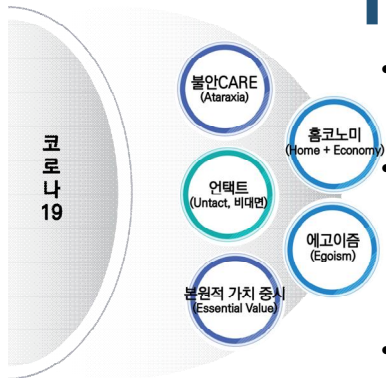 코
로
나
19
불안CARE
(Ataraxia)
홈코노미
(Home + Economy)
언택트
(Untact, 비대면)
에고이즘
(Egoism)
본원적 가치 중시
(Essential Value)